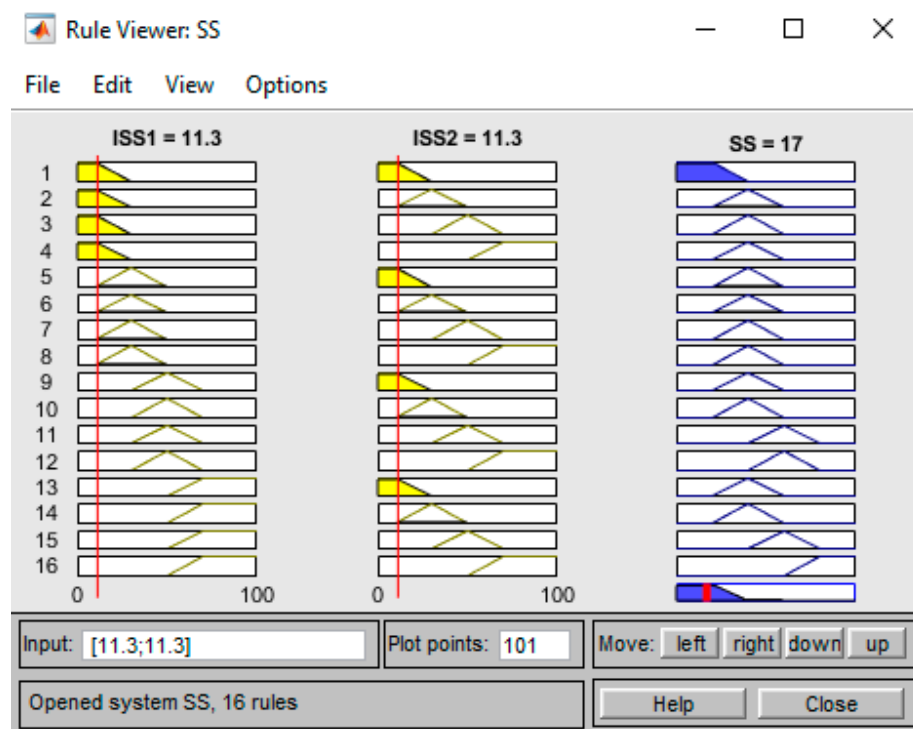 Rule Viewer: SS
File Edit View Options
ISS1 = 11.3 ISS2 = 11.3 SS = 17
1
2
3
4
5
6
7
8
9
10
11
12
13
14
15
16
0 100 0 100
Input: [11.3;11.3] Plot points: 101 Move: left right down up
Opened system SS, 16 rules Help Close